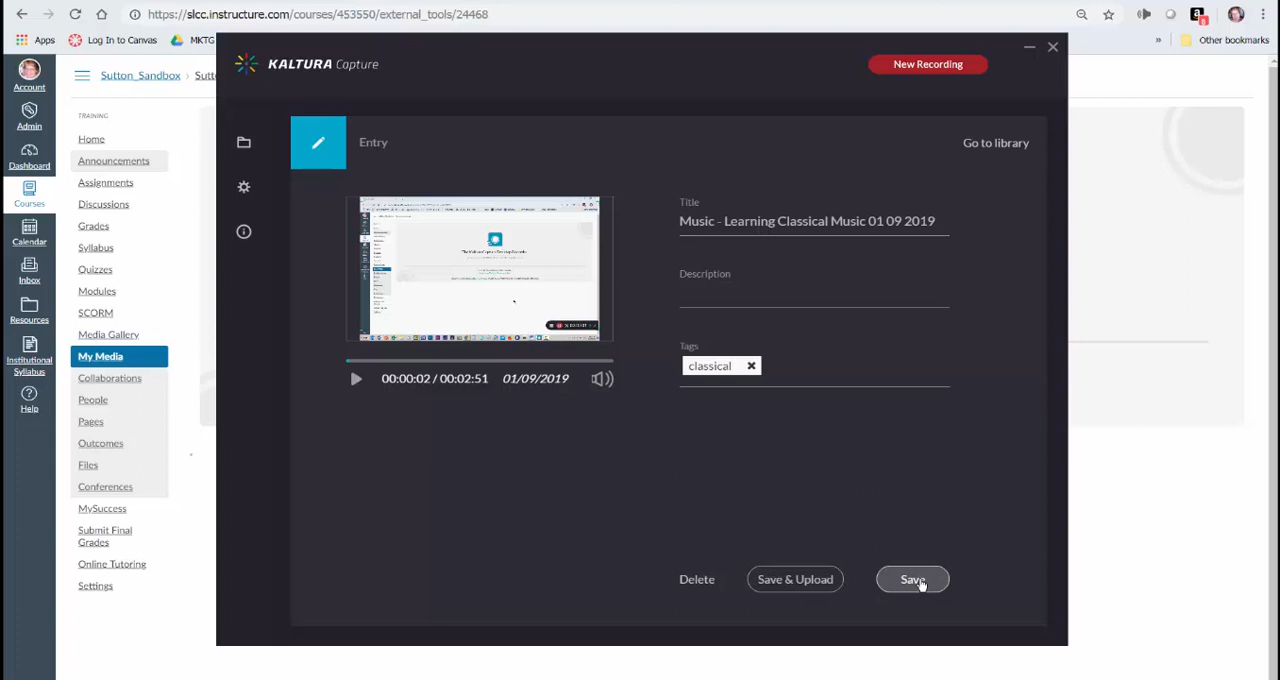 https://slcc.instructure.com/courses/453550/external_tools/24468
Apps
Log In to Canvas
MKTG
»
Other bookmarks
Account
Admin
Dashboard
Courses
Calendar
Inbox
Resources
Institutional
Syllabus
Help
Sutton_Sandbox › Sutt
TRAINING
Home
Announcements
Assignments
Discussions
Grades
Syllabus
Quizzes
Modules
SCORM
Media Gallery
My Media
Collaborations
People
Pages
Outcomes
Files
Conferences
MySuccess
Submit Final
Grades
Online Tutoring
Settings
KALTURA Capture
New Recording
Entry
Go to library
00:00:02 / 00:02:51 01/09/2019
Title
Music - Learning Classical Music 01 09 2019
Description
Tags
classical
Delete
Save & Upload
Save